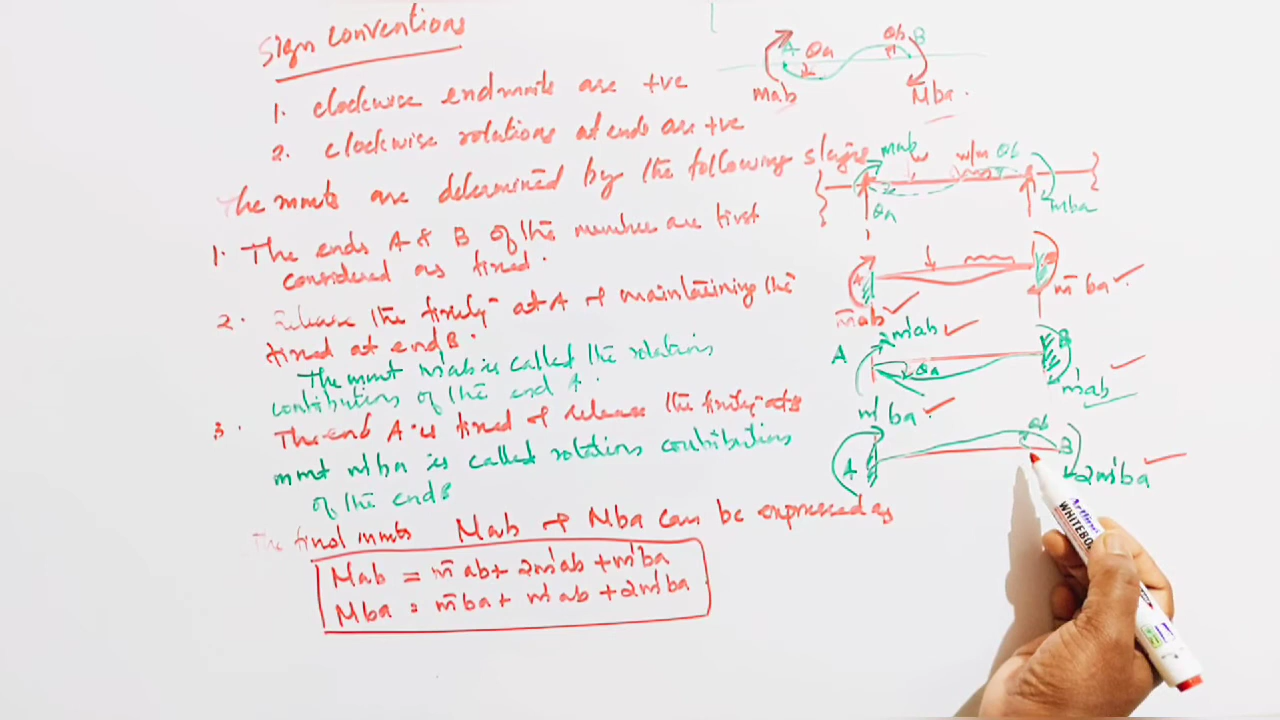 Sign conventions
1. clockwise end mmts are +ve
2. clockwise rotations at ends are +ve
The mmts are determined by the following stages
1. The ends A & B of the member are first
considered as fixed.
2. release the fixity at A & maintaining the
fixed at end B.
The mmt m'ab is called the rotations
contributions of the end A.
3. The end A is fixed & release the fixity at B
mmt m'ba is called rotations contributions
of the end B
The final mmts Mab & Mba can be expressed as
Mab = m̄ab + 2m'ab + m'ba
Mba = m̄ba + m'ab + 2m'ba
A θa θb B
mab Mba.
mab w w/m θb
θa mba
m̄ab m̄ba
A 2m'ab B
θa m'ab
m'ba θb
A B 2m'ba
Artline
WHITEBO